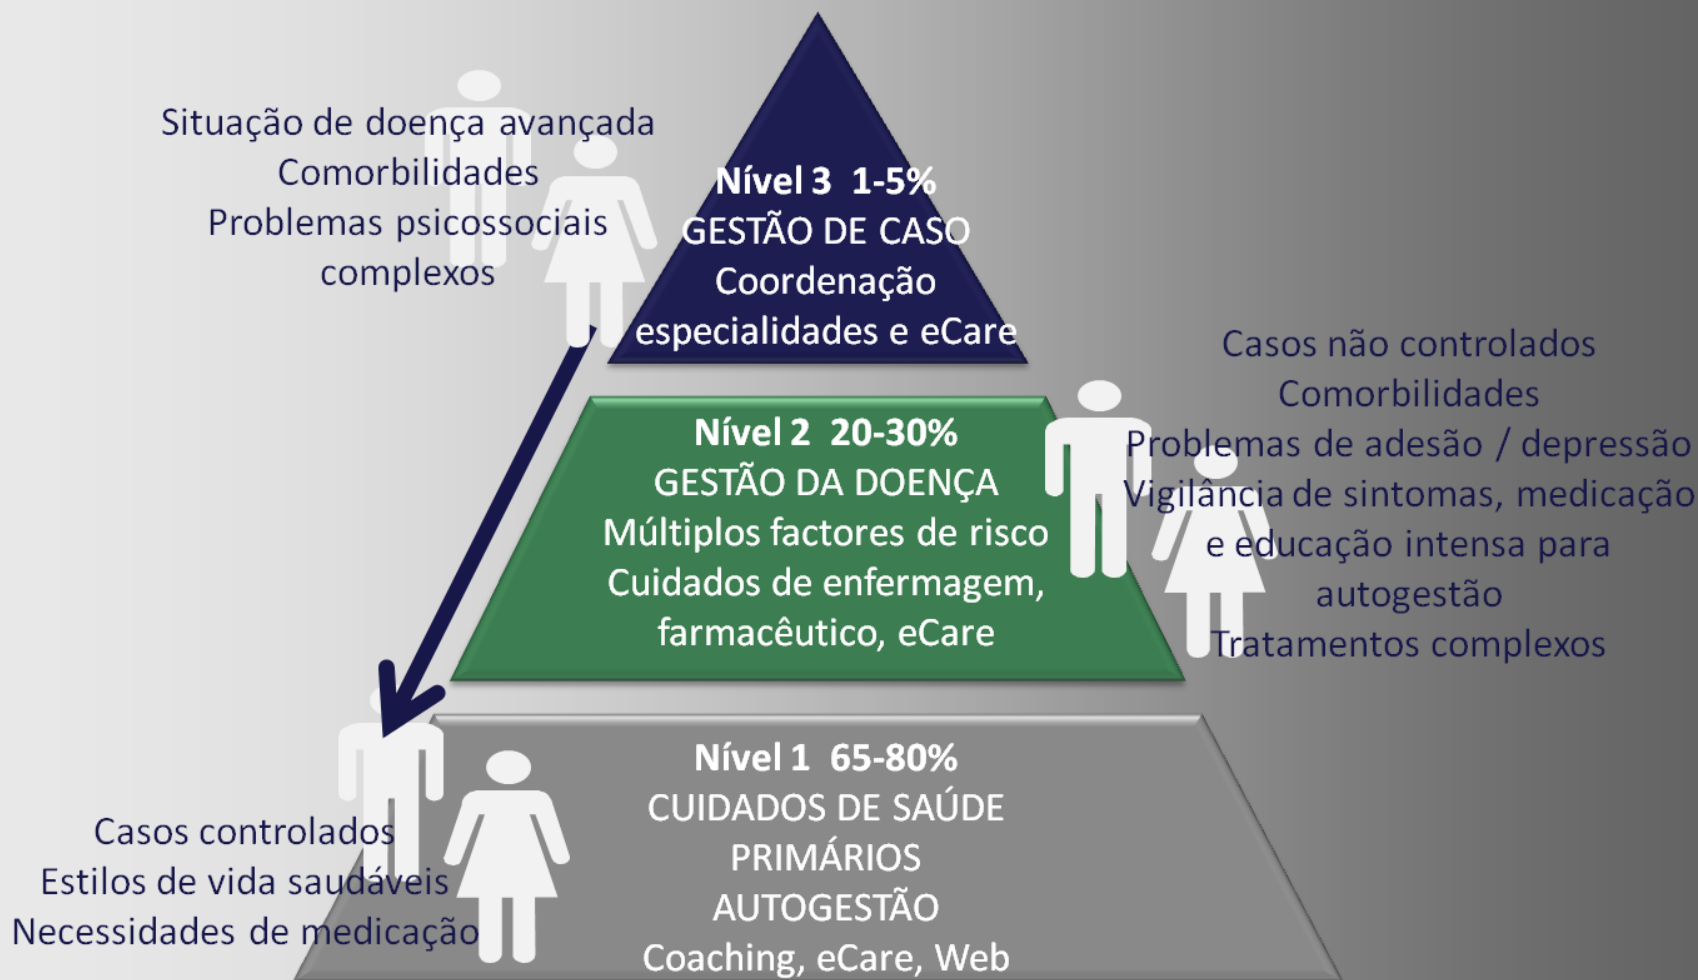 Situação de doença avançada
Comorbilidades
Problemas psicossociais
complexos
Nível 3 1-5%
GESTÃO DE CASO
Coordenação
especialidades e eCare
Casos não controlados
Comorbilidades
Problemas de adesão / depressão
Vigilância de sintomas, medicação
e educação intensa para
autogestão
Tratamentos complexos
Nível 2 20-30%
GESTÃO DA DOENÇA
Múltiplos factores de risco
Cuidados de enfermagem,
farmacêutico, eCare
Nível 1 65-80%
CUIDADOS DE SAÚDE
PRIMÁRIOS
AUTOGESTÃO
Coaching, eCare, Web
Casos controlados
Estilos de vida saudáveis
Necessidades de medicação